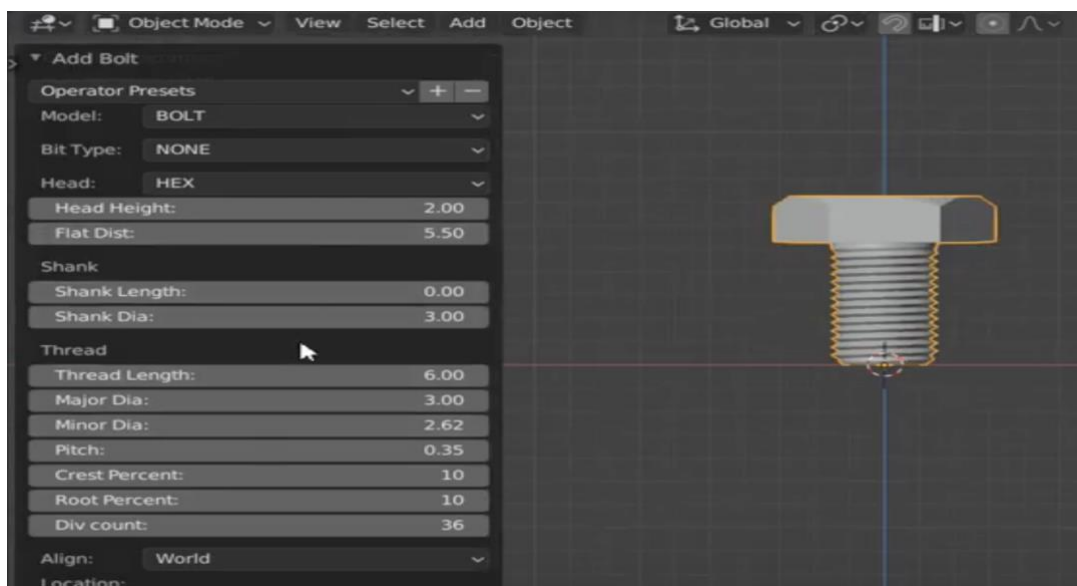 Object Mode View Select Add Object Global
Add Bolt
Operator Presets
Model: BOLT
Bit Type: NONE
Head: HEX
Head Height: 2.00
Flat Dist: 5.50
Shank
Shank Length: 0.00
Shank Dia: 3.00
Thread
Thread Length: 6.00
Major Dia: 3.00
Minor Dia: 2.62
Pitch: 0.35
Crest Percent: 10
Root Percent: 10
Div count: 36
Align: World
Location: